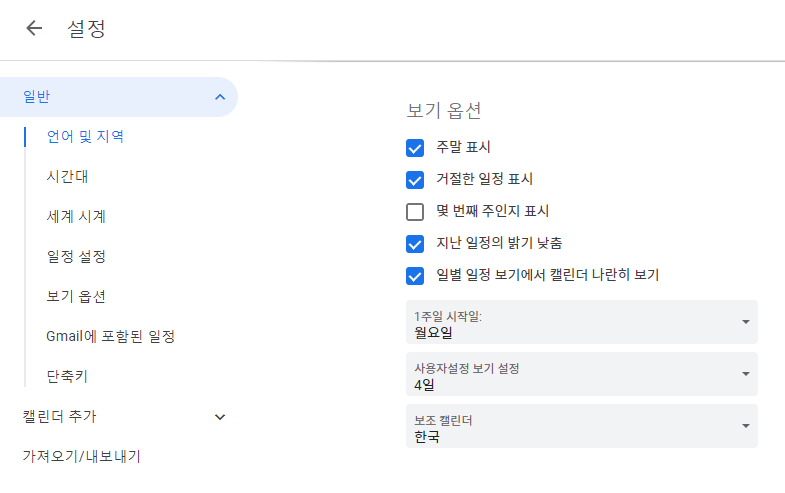 설정
일반
언어 및 지역
시간대
세계 시계
일정 설정
보기 옵션
Gmail에 포함된 일정
단축키
캘린더 추가
가져오기/내보내기
보기 옵션
주말 표시
거절한 일정 표시
몇 번째 주인지 표시
지난 일정의 밝기 낮춤
일별 일정 보기에서 캘린더 나란히 보기
1주일 시작일:
월요일
사용자설정 보기 설정
4일
보조 캘린더
한국